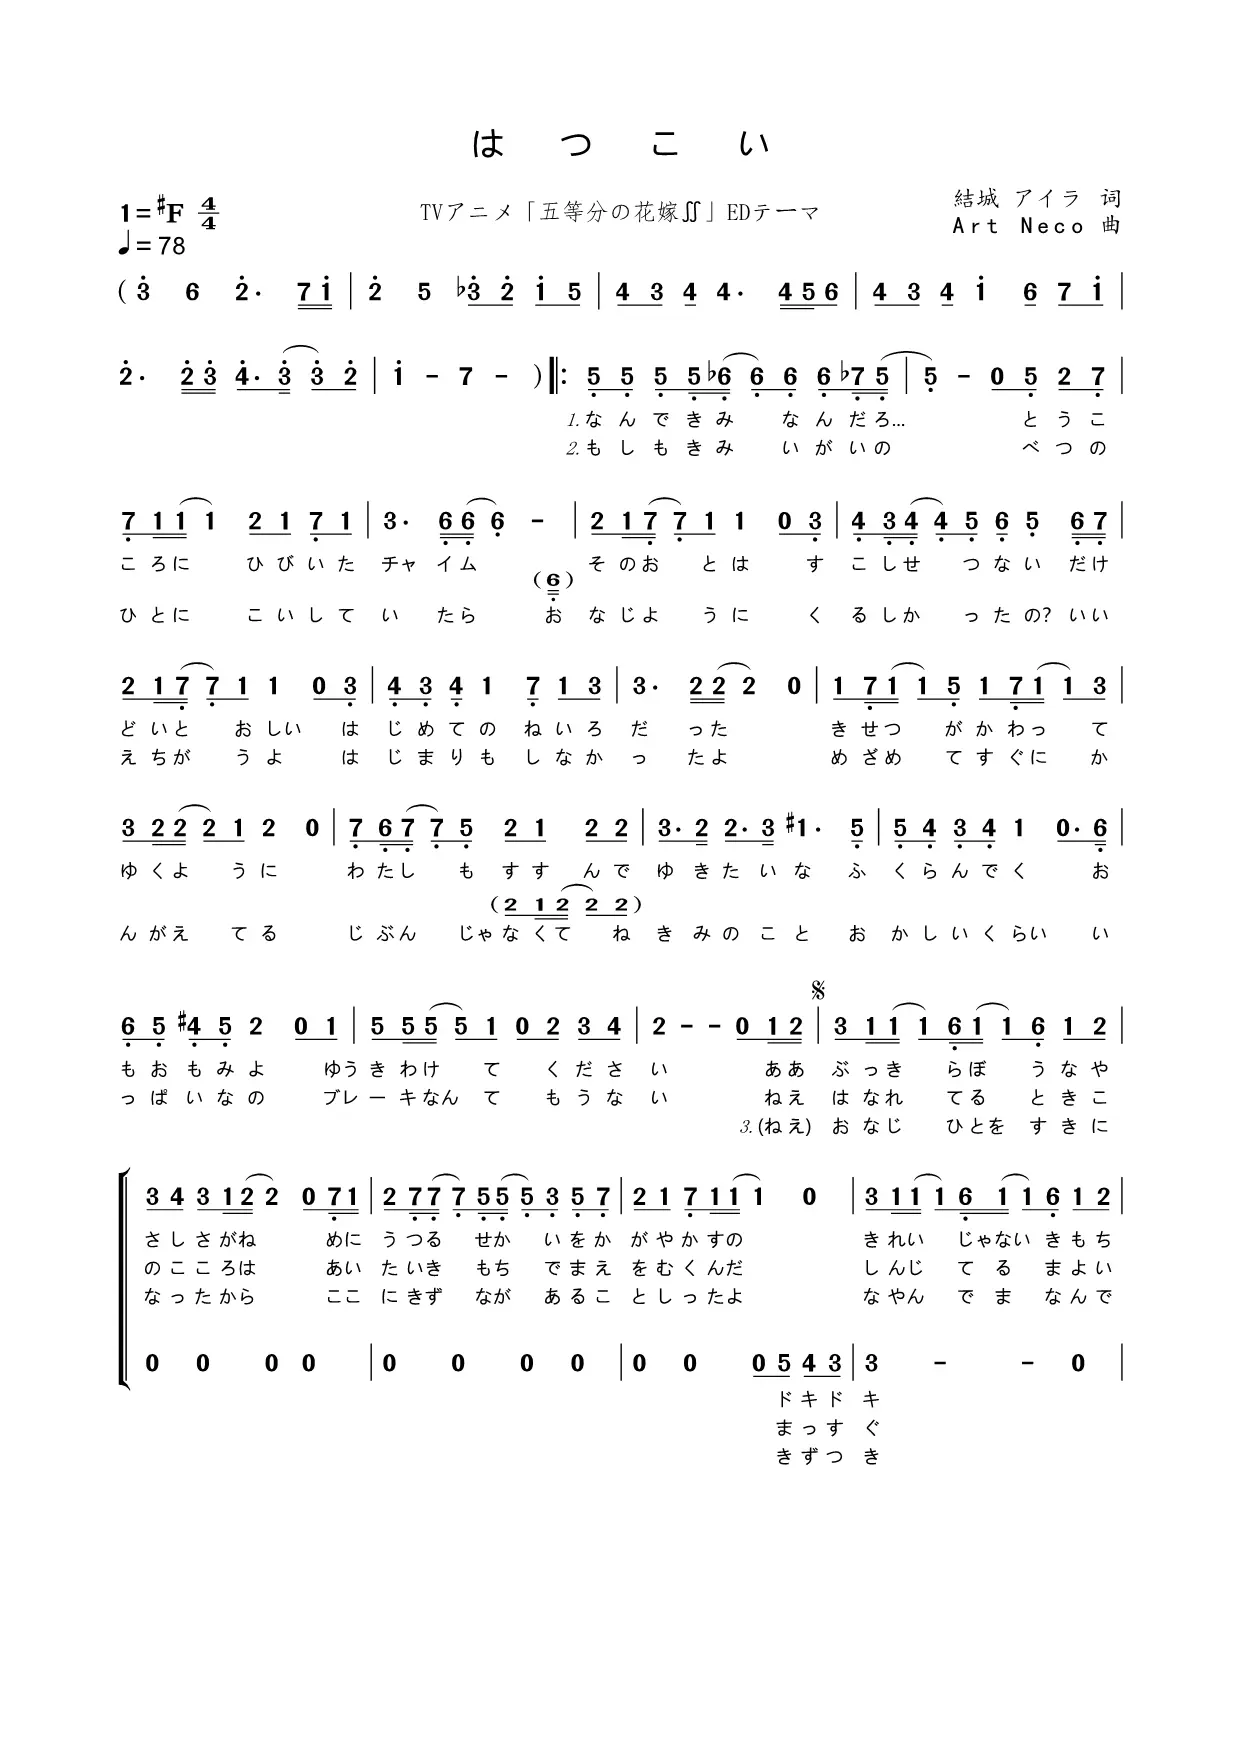 はつこい
1=♯F 4/4
TVアニメ「五等分の花嫁∬」EDテーマ
結城 アイラ 词
♩=78
Art Neco 曲
( 3 6 2· 7 1 | 2 5 ♭3 2 1 5 | 4 3 4 4· 4 5 6 | 4 3 4 1 6 7 1 |
2· 2 3 4· 3 3 2 | 1 - 7 - ) ‖: 5 5 5 5 ♭6 6 6 6 ♭7 5 | 5 - 0 5 2 7 |
1.なんできみ なんだろ... とうこ
2.もしもきみ いがいの べつの
7 1 1 1 2 1 7 1 | 3· 6 6 6 - | 2 1 7 7 1 1 0 3 | 4 3 4 4 5 6 5 6 7 |
ころに ひびいた チャイム そのお とは す こしせ つない だけ
(6)
ひとに こいして い たら お なじよ うに く るしか ったの? いい
2 1 7 7 1 1 0 3 | 4 3 4 1 7 1 3 | 3· 2 2 2 0 | 1 7 1 1 5 1 7 1 1 3 |
どいと おしい は じめての ねいろ だ った きせつ がかわっ て
えちが うよ は じまりも しなかっ たよ めざめ てすぐに か
3 2 2 2 1 2 0 | 7 6 7 7 5 2 1 2 2 | 3· 2 2· 3 ♯1· 5 | 5 4 3 4 1 0· 6 |
ゆくよ うに わたし も すす んで ゆきたいな ふ くらんでく お
(2 1 2 2 2)
んがえ てる じぶん じゃなくて ね きみのこと お かしいくらい い
6 5 ♯4 5 2 0 1 | 5 5 5 5 1 0 2 3 4 | 2 - - 0 1 2 | 3 1 1 1 6 1 1 6 1 2 |
もおもみよ ゆうきわけ て くださ い ああ ぶっき らぼ うなや
っぱいなの ブレーキなん て もうな い ねえ はなれ てる ときこ
3.(ねえ) おなじ ひとを すきに
3 4 3 1 2 2 0 7 1 | 2 7 7 7 5 5 5 3 5 7 | 2 1 7 1 1 1 0 | 3 1 1 1 6 1 1 6 1 2
さしさがね めに うつる せか いをか がやかすの きれい じゃない きもち
のこころは あい たいき もち でまえ をむくんだ しんじ てる まよい
なったから ここ にきず なが あるこ としったよ なやん でま なんで
0 0 0 0 | 0 0 0 0 | 0 0 0 5 4 3 | 3 - - 0 |
ドキド キ
まっす ぐ
きずつ き